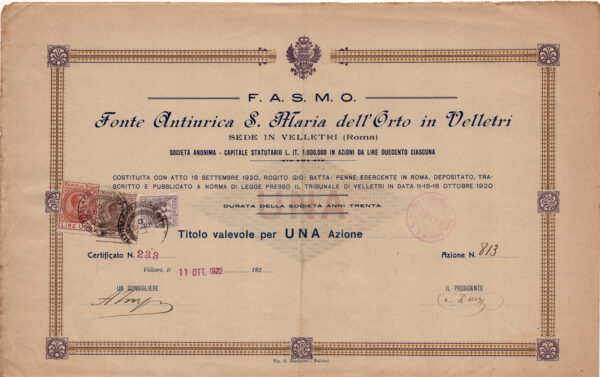 F. A. S. M. O.
Fonte Antiurica S. Maria dell'Orto in Velletri
SEDE IN VELLETRI (Roma)
SOCIETÀ ANONIMA - CAPITALE STATUTARIO L. IT. 1.000.000 IN AZIONI DA LIRE DUECENTO CIASCUNA
COSTITUITA CON ATTO 18 SETTEMBRE 1920, ROGITO GIO: BATTA: PENNE ESERCENTE IN ROMA, DEPOSITATO, TRA-
SCRITTO E PUBBLICATO A NORMA DI LEGGE PRESSO IL TRIBUNALE DI VELLETRI IN DATA 11-15-16 OTTOBRE 1920
UNA
DURATA DELLA SOCIETÀ ANNI TRENTA
Titolo valevole per UNA Azione
Certificato N. 233
Azione N. 813
Velletri, li 11 OTT. 1922 192
UN CONSIGLIERE
IL PRESIDENTE
LIRE
Tip. G. Velletri